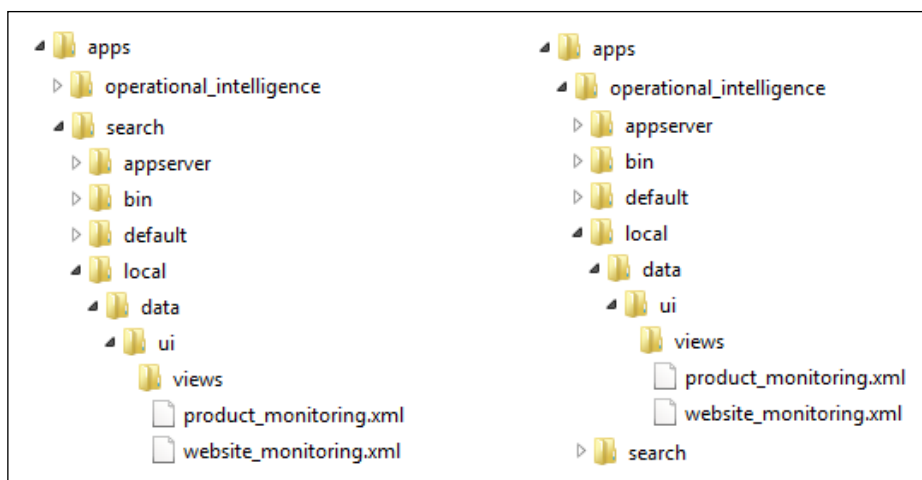 apps
operational_intelligence
search
appserver
bin
default
local
data
ui
views
product_monitoring.xml
website_monitoring.xml
apps
operational_intelligence
appserver
bin
default
local
data
ui
views
product_monitoring.xml
website_monitoring.xml
search